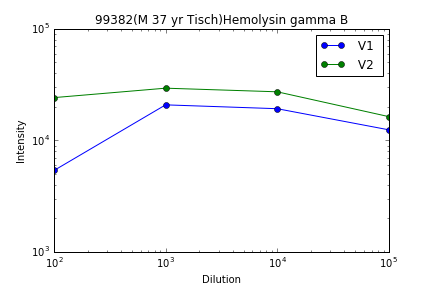 99382(M 37 yr Tisch)Hemolysin gamma B
10^5
V1
V2
Intensity
10^4
10^3
10^2 10^3 10^4 10^5
Dilution